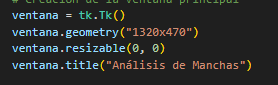 # Creación de la ventana principal
ventana = tk.Tk()
ventana.geometry("1320x470")
ventana.resizable(0, 0)
ventana.title("Análisis de Manchas")